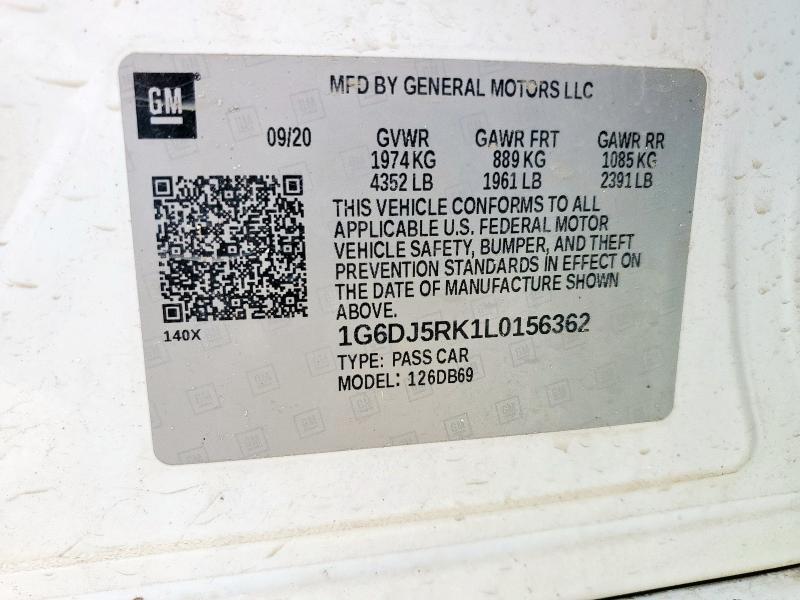 GM
MFD BY GENERAL MOTORS LLC
09/20 GVWR GAWR FRT GAWR RR
1974 KG 889 KG 1085 KG
4352 LB 1961 LB 2391 LB
THIS VEHICLE CONFORMS TO ALL
APPLICABLE U.S. FEDERAL MOTOR
VEHICLE SAFETY, BUMPER, AND THEFT
PREVENTION STANDARDS IN EFFECT ON
THE DATE OF MANUFACTURE SHOWN
ABOVE.
140X
1G6DJ5RK1L0156362
TYPE: PASS CAR
MODEL: 126DB69